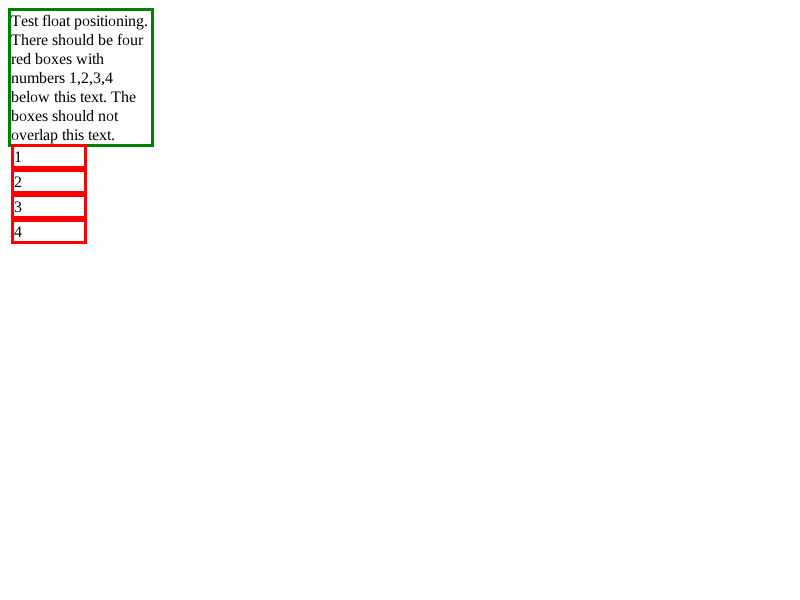 Test float positioning.
There should be four
red boxes with
numbers 1,2,3,4
below this text. The
boxes should not
overlap this text.
1
2
3
4